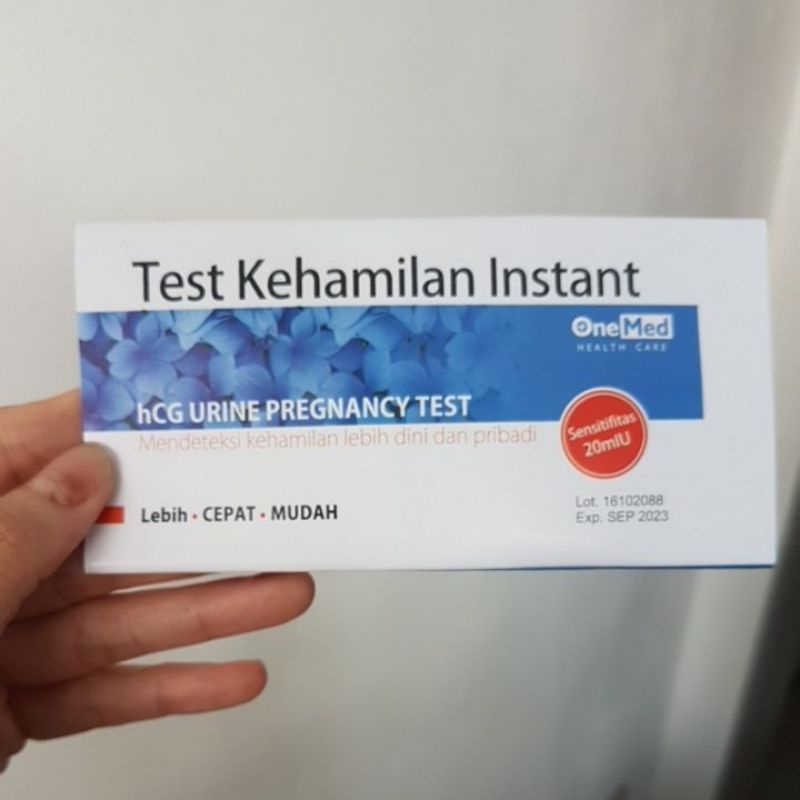 Test Kehamilan Instant
OneMed
HEALTH CARE
hCG URINE PREGNANCY TEST
Mendeteksi kehamilan lebih dini dan pribadi
Sensitifitas
20mIU
Lebih • CEPAT • MUDAH
Lot. 16102088
Exp. SEP 2023